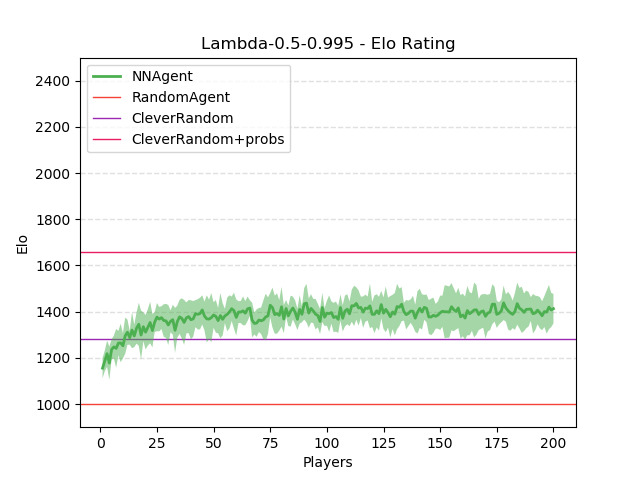 Lambda-0.5-0.995 - Elo Rating
NNAgent
RandomAgent
CleverRandom
CleverRandom+probs
2400
2200
2000
1800
1600
1400
1200
1000
Elo
0 25 50 75 100 125 150 175 200
Players